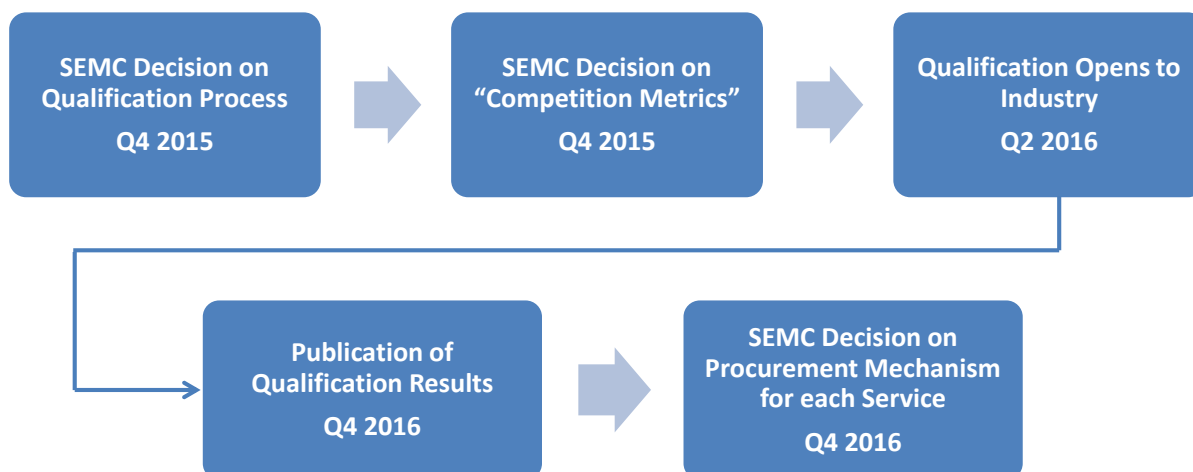 SEMC Decision on
Qualification Process
Q4 2015
SEMC Decision on
“Competition Metrics”
Q4 2015
Qualification Opens to
Industry
Q2 2016
Publication of
Qualification Results
Q4 2016
SEMC Decision on
Procurement Mechanism
for each Service
Q4 2016